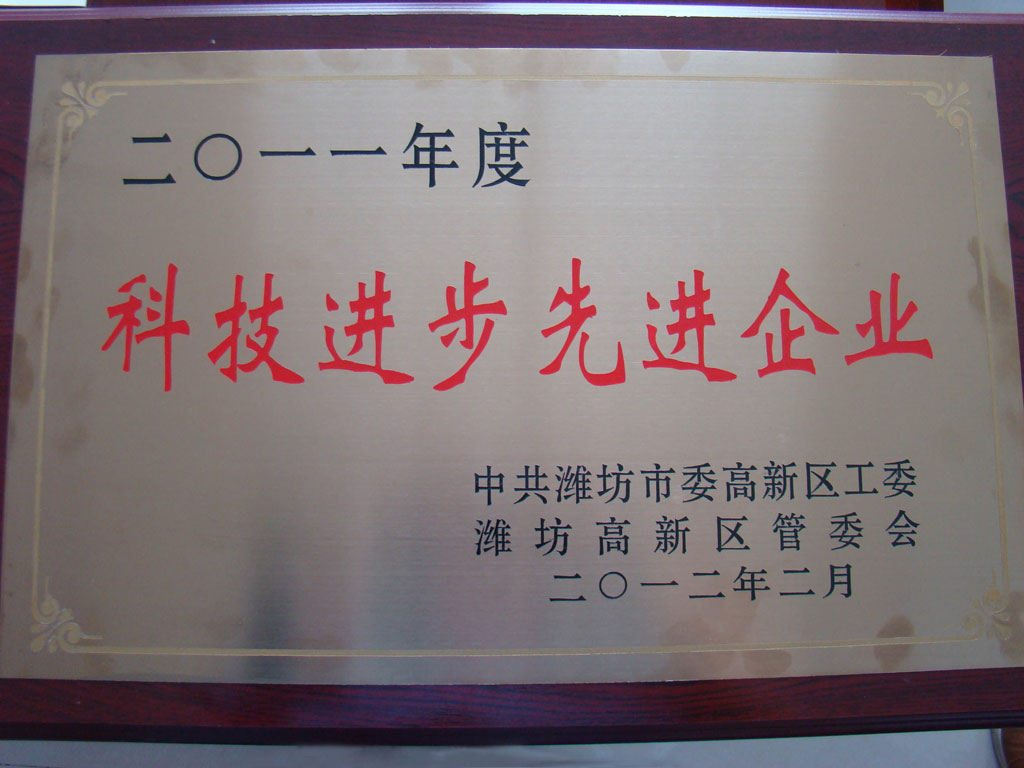 二〇一一年度
科技进步先进企业
中共潍坊市委高新区工委
潍坊高新区管委会
二〇一二年二月